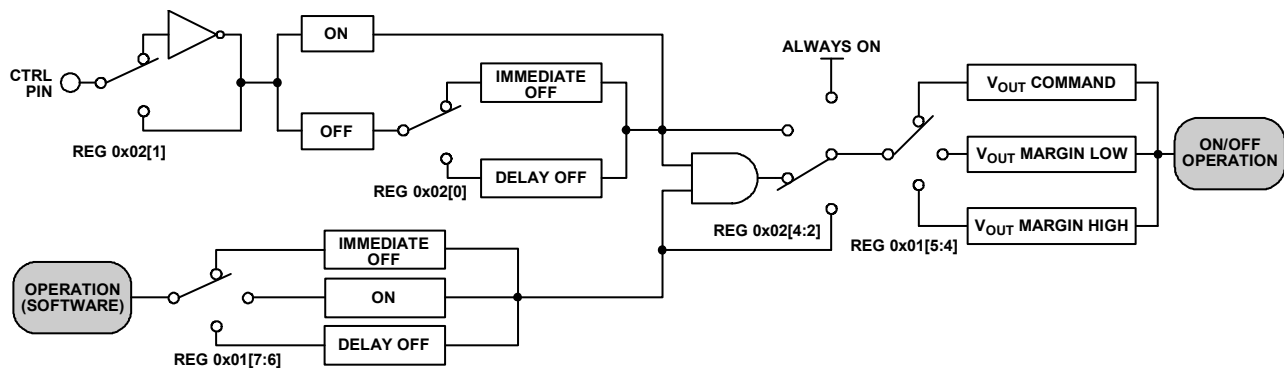 CTRL
PIN
REG 0x02[1]
ON
OFF
IMMEDIATE
OFF
REG 0x02[0]
DELAY OFF
ALWAYS ON
REG 0x02[4:2]
REG 0x01[5:4]
VOUT COMMAND
VOUT MARGIN LOW
VOUT MARGIN HIGH
ON/OFF
OPERATION
OPERATION
(SOFTWARE)
REG 0x01[7:6]
IMMEDIATE
OFF
ON
DELAY OFF